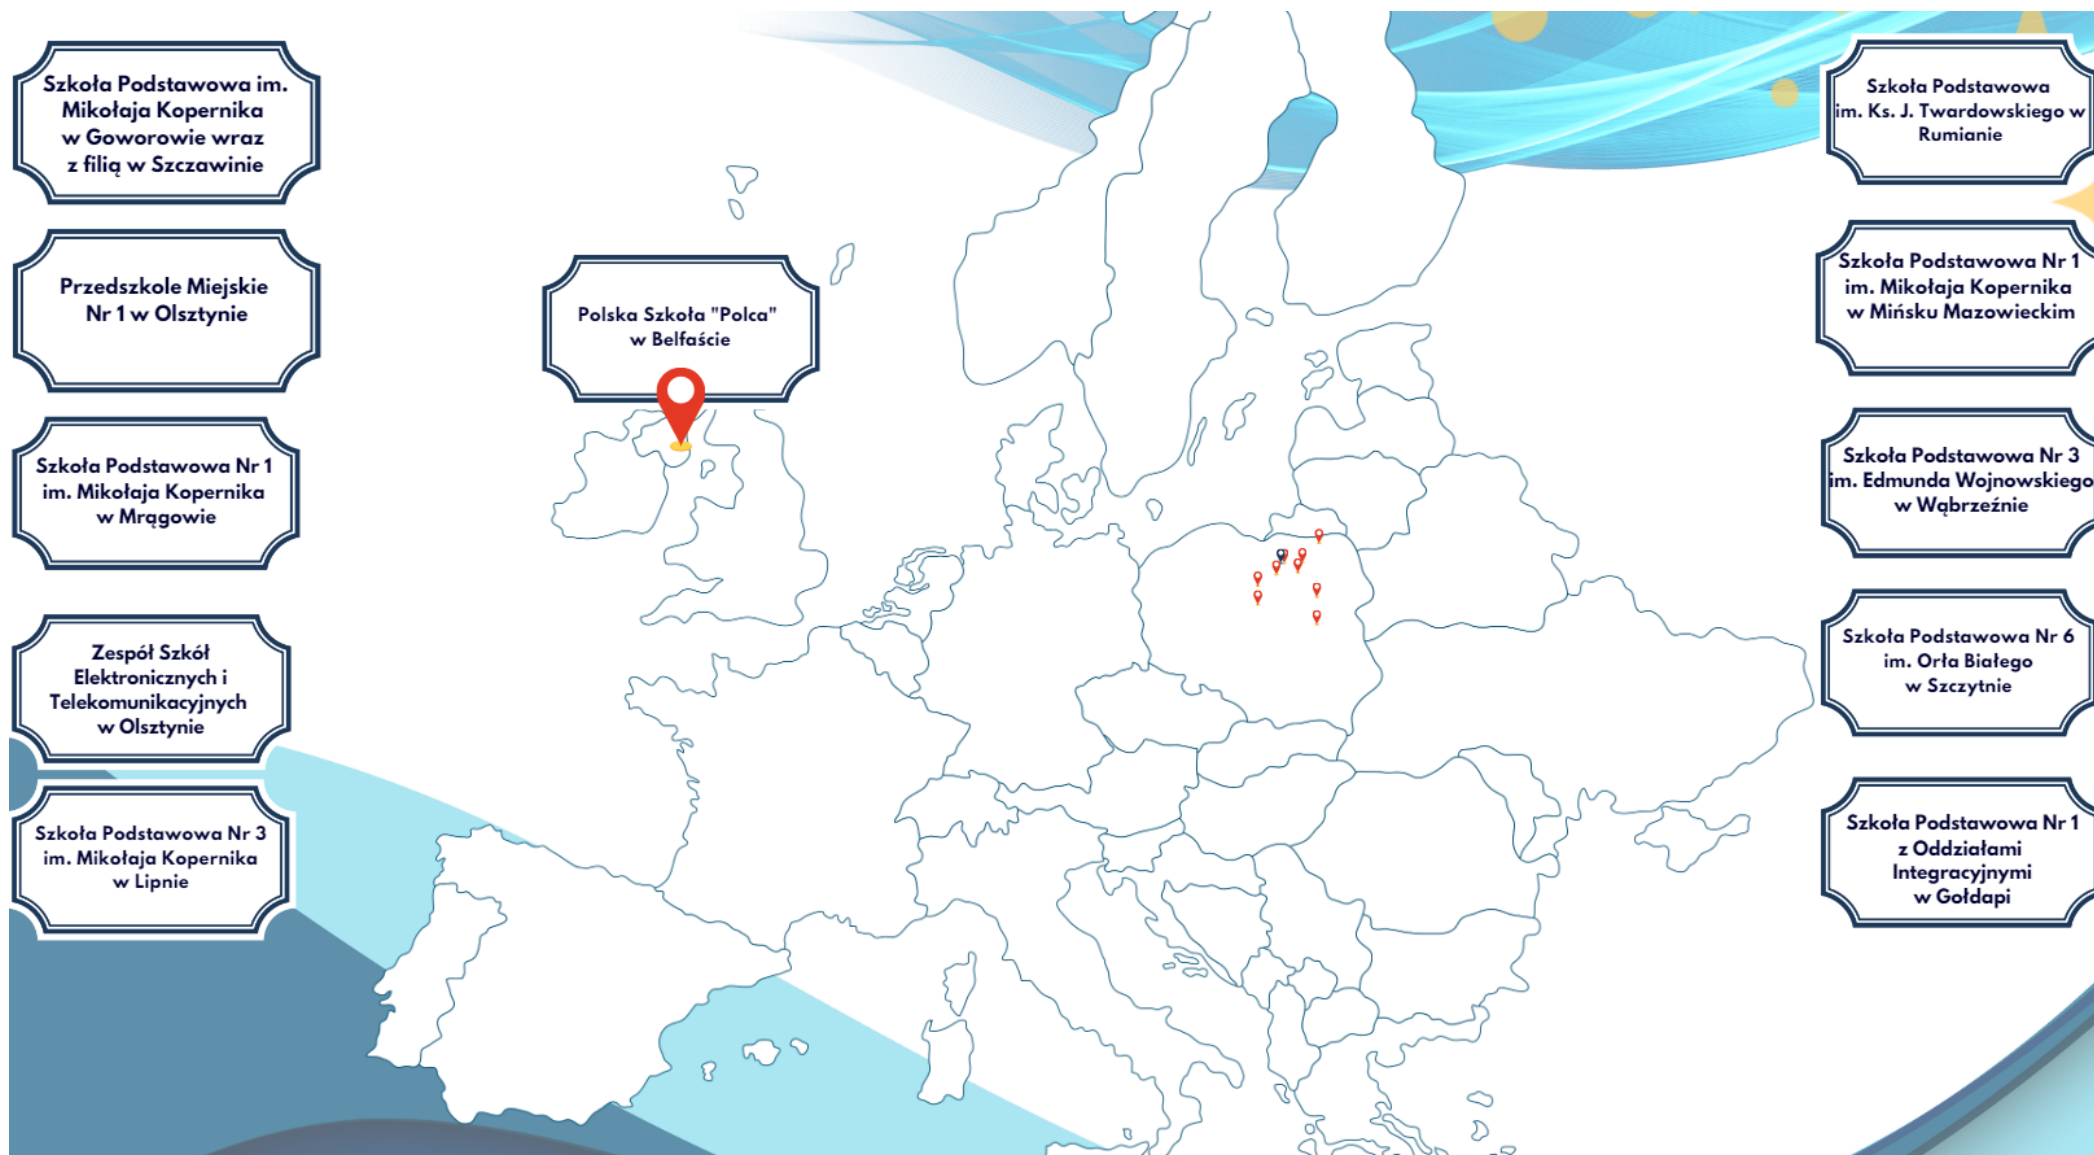 Szkoła Podstawowa im.
Mikołaja Kopernika
w Goworowie wraz
z filią w Szczawinie
Przedszkole Miejskie
Nr 1 w Olsztynie
Szkoła Podstawowa Nr 1
im. Mikołaja Kopernika
w Mrągowie
Zespół Szkół
Elektronicznych i
Telekomunikacyjnych
w Olsztynie
Szkoła Podstawowa Nr 3
im. Mikołaja Kopernika
w Lipnie
Polska Szkoła "Polca"
w Belfaście
Szkoła Podstawowa
im. Ks. J. Twardowskiego w
Rumianie
Szkoła Podstawowa Nr 1
im. Mikołaja Kopernika
w Mińsku Mazowieckim
Szkoła Podstawowa Nr 3
im. Edmunda Wojnowskiego
w Wąbrzeźnie
Szkoła Podstawowa Nr 6
im. Orła Białego
w Szczytnie
Szkoła Podstawowa Nr 1
z Oddziałami
Integracyjnymi
w Gołdapi